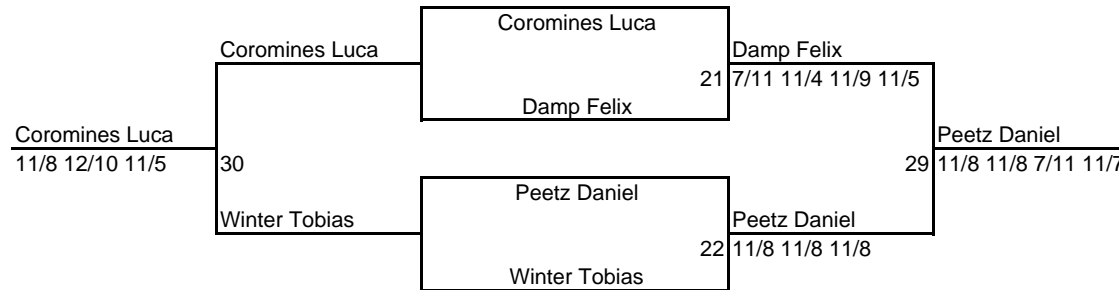 Coromines Luca
Coromines Luca
Damp Felix
21 7/11 11/4 11/9 11/5
Damp Felix
Coromines Luca
Peetz Daniel
11/8 12/10 11/5
30
29 11/8 11/8 7/11 11/7
Peetz Daniel
Winter Tobias
Peetz Daniel
22 11/8 11/8 11/8
Winter Tobias